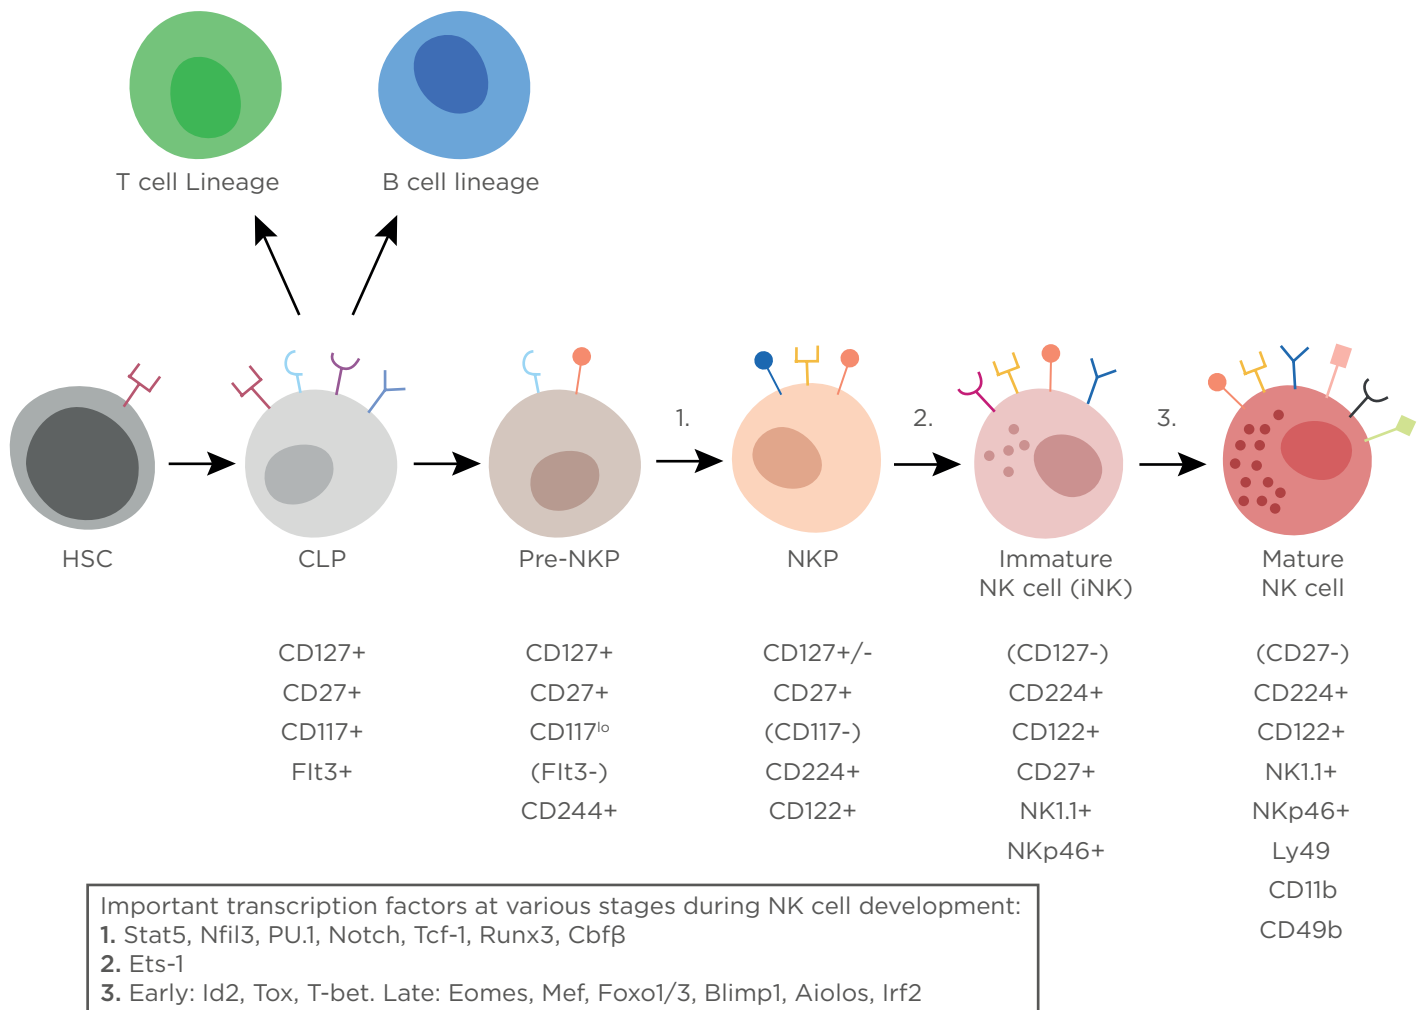 T cell Lineage
B cell lineage
1.
2.
3.
HSC
CLP
Pre-NKP
NKP
Immature
NK cell (iNK)
Mature
NK cell
CD127+
CD27+
CD117+
Flt3+
CD127+
CD27+
CD117lo
(Flt3-)
CD244+
CD127+/-
CD27+
(CD117-)
CD224+
CD122+
(CD127-)
CD224+
CD122+
CD27+
NK1.1+
NKp46+
(CD27-)
CD224+
CD122+
NK1.1+
NKp46+
Ly49
CD11b
CD49b
Important transcription factors at various stages during NK cell development:
1. Stat5, Nfil3, PU.1, Notch, Tcf-1, Runx3, Cbfβ
2. Ets-1
3. Early: Id2, Tox, T-bet. Late: Eomes, Mef, Foxo1/3, Blimp1, Aiolos, Irf2